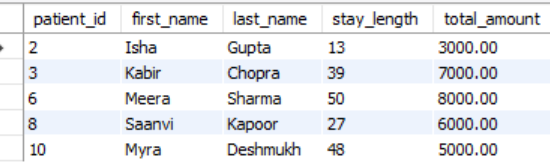 patient_id first_name last_name stay_length total_amount
2 Isha Gupta 13 3000.00
3 Kabir Chopra 39 7000.00
6 Meera Sharma 50 8000.00
8 Saanvi Kapoor 27 6000.00
10 Myra Deshmukh 48 5000.00